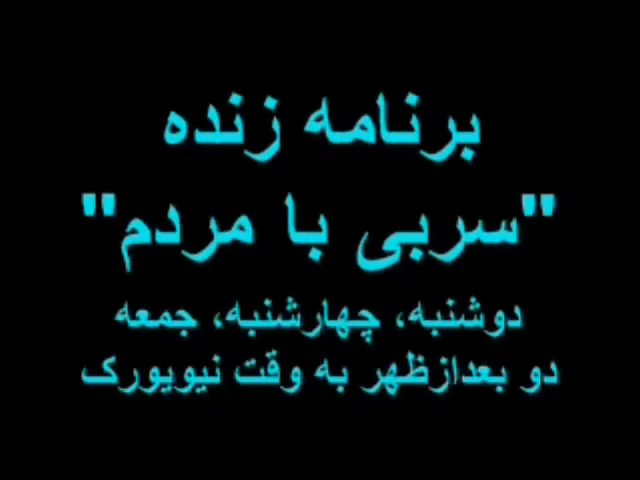 برنامه زنده
"سربی با مردم"
دوشنبه، چهارشنبه، جمعه
دو بعدازظهر به وقت نیویورک